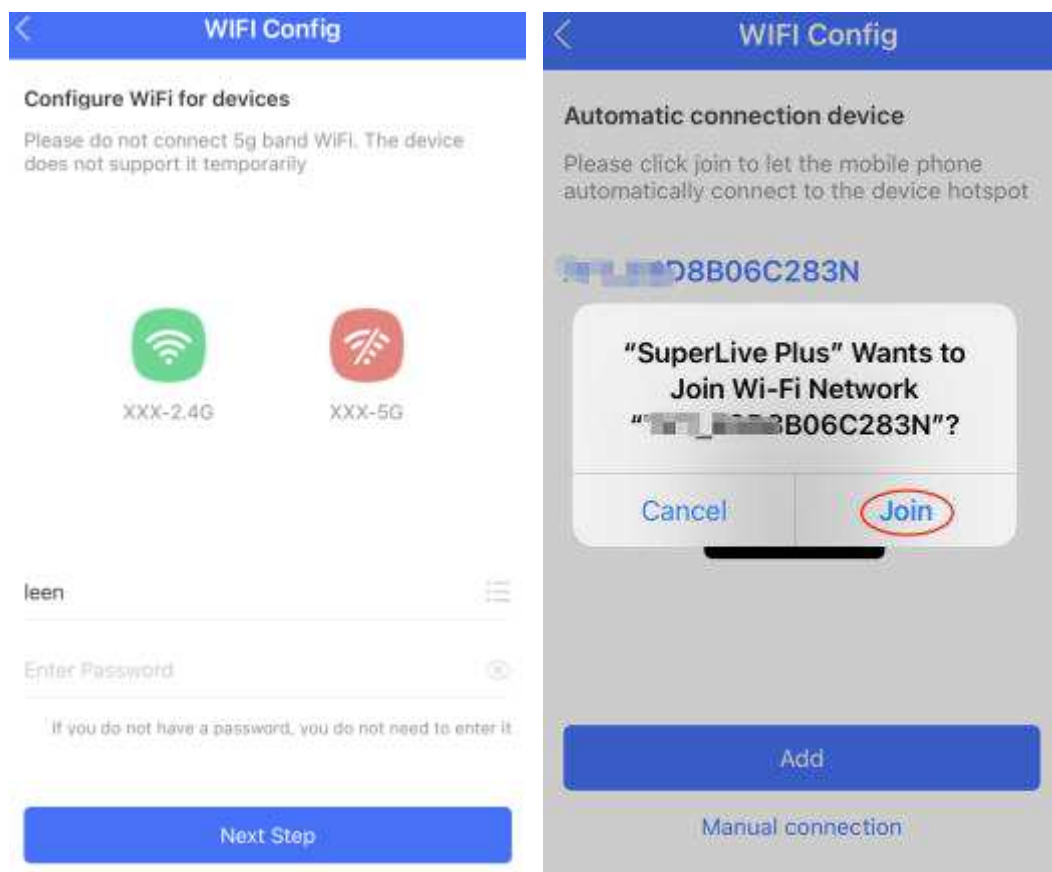 WIFI Config
Configure WiFi for devices
Please do not connect 5g band WiFi. The device
does not support it temporarily
XXX-2.4G
XXX-5G
leen
Enter Password
If you do not have a password, you do not need to enter it
Next Step
WIFI Config
Automatic connection device
Please click join to let the mobile phone
automatically connect to the device hotspot
D8B06C283N
"SuperLive Plus" Wants to
Join Wi-Fi Network
B06C283N"?
Cancel
Join
Add
Manual connection